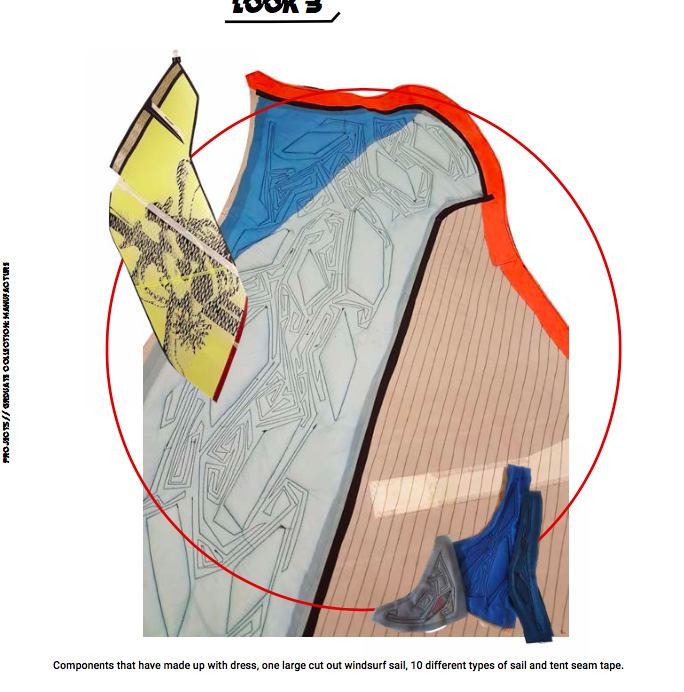 LOOK 3
PROJECTS // GRDUATE COLLECTION: MANUFACTURE
Components that have made up with dress, one large cut out windsurf sail, 10 different types of sail and tent seam tape.